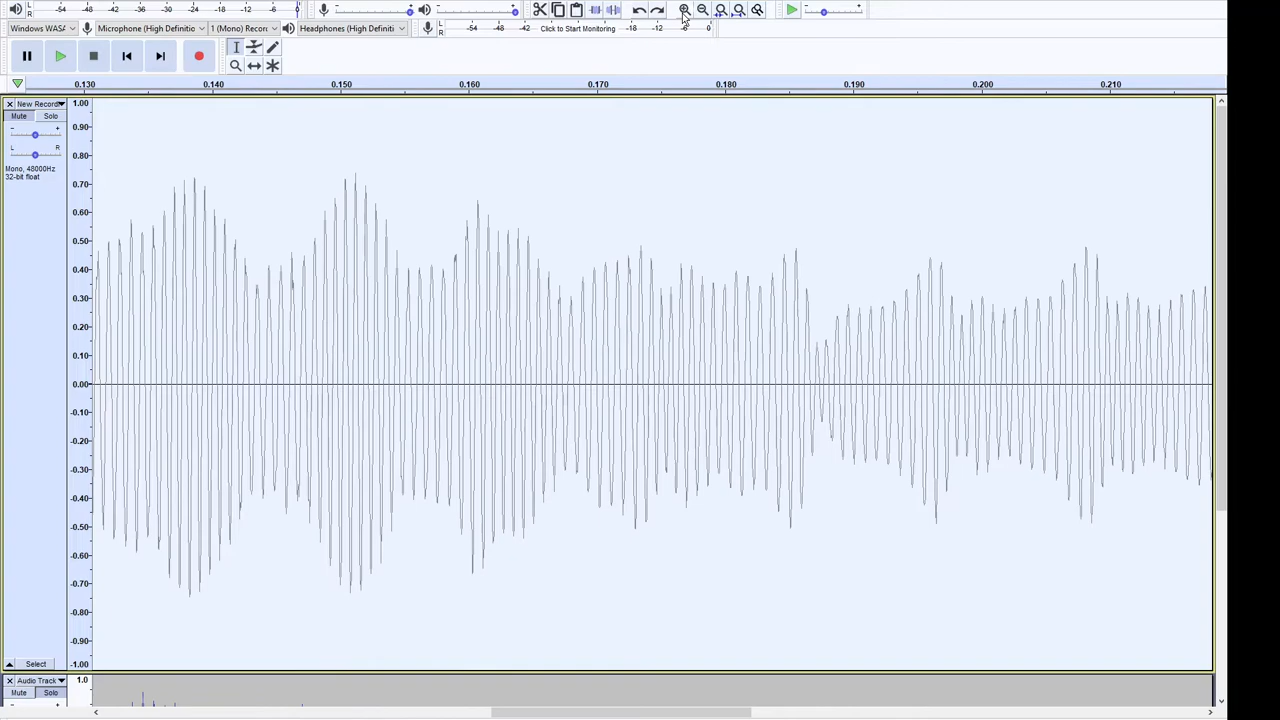 L
R
-54 -48 -42 -36 -30 -24 -18 -12 -6 0
Windows WASA
Microphone (High Definitio
1 (Mono) Recor
Headphones (High Definiti
L
R
-54 -48 -42 Click to Start Monitoring -18 -12 -6 0
0.130 0.140 0.150 0.160 0.170 0.180 0.190 0.200 0.210
New Record
Mute Solo
- +
L R
Mono, 48000Hz
32-bit float
Select
1.00
0.90
0.80
0.70
0.60
0.50
0.40
0.30
0.20
0.10
0.00
-0.10
-0.20
-0.30
-0.40
-0.50
-0.60
-0.70
-0.80
-0.90
-1.00
Audio Track
1.0
Mute Solo
- +